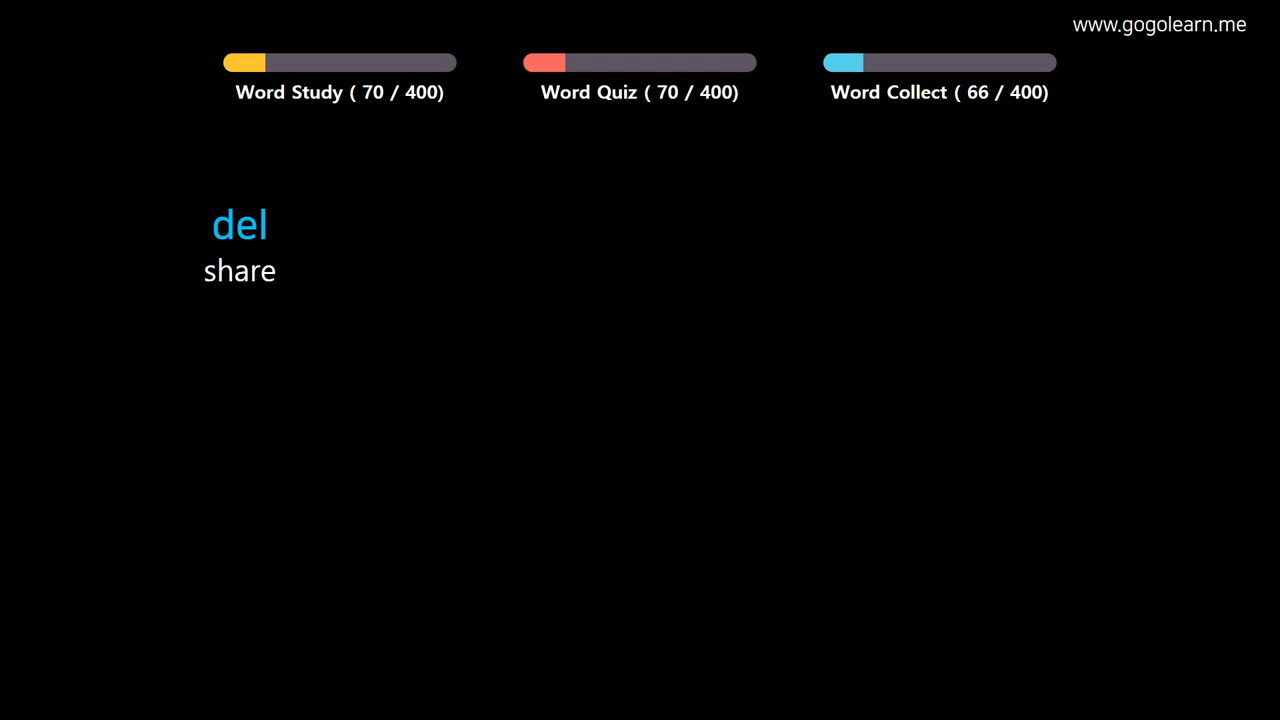 www.gogolearn.me
Word Study ( 70 / 400)
Word Quiz ( 70 / 400)
Word Collect ( 66 / 400)
del
share